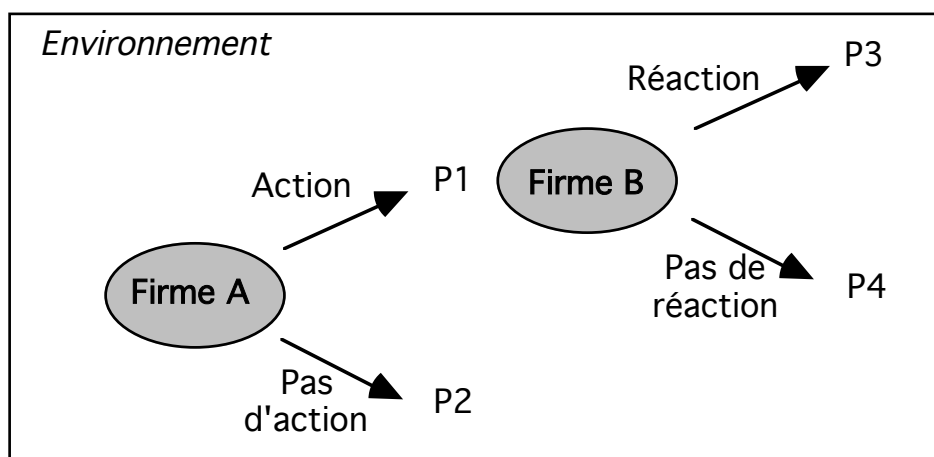 Environnement
P3
Réaction
Action
P1
Firme B
Firme A
Pas de
réaction
P4
Pas
d'action
P2